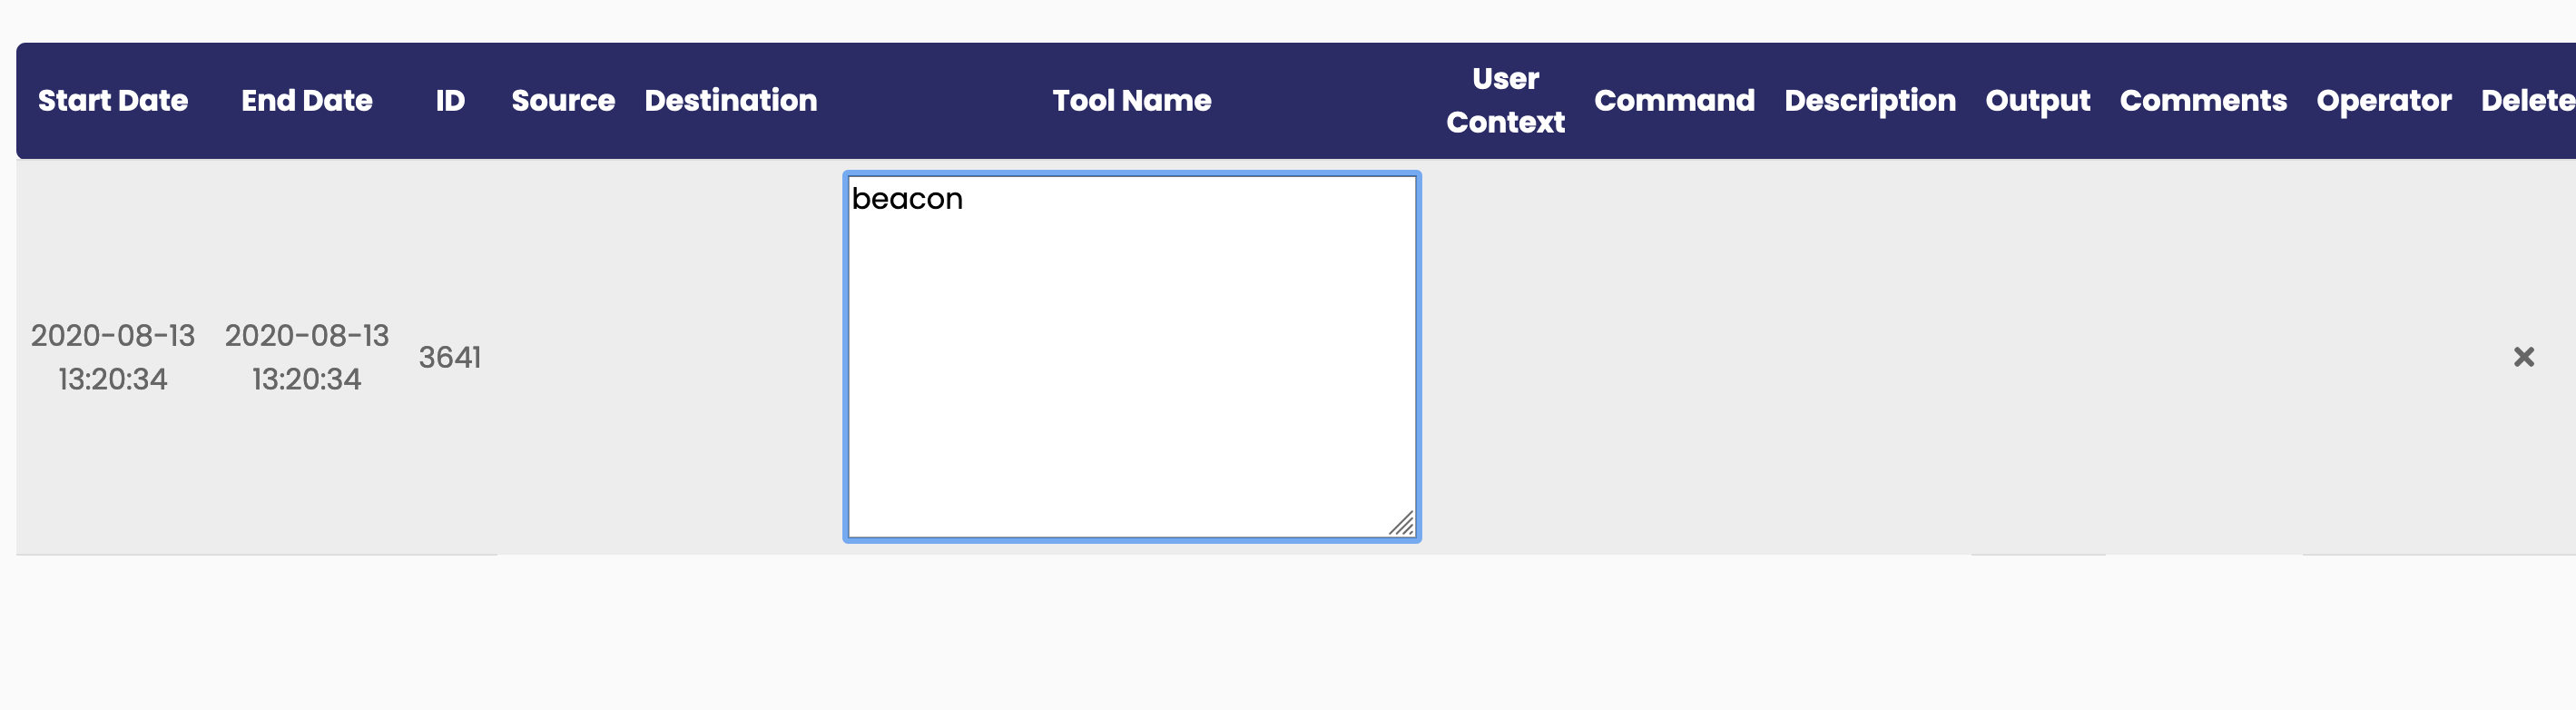 Start Date End Date ID Source Destination Tool Name User Context Command Description Output Comments Operator Delete
beacon
2020-08-13 13:20:34 2020-08-13 13:20:34 3641